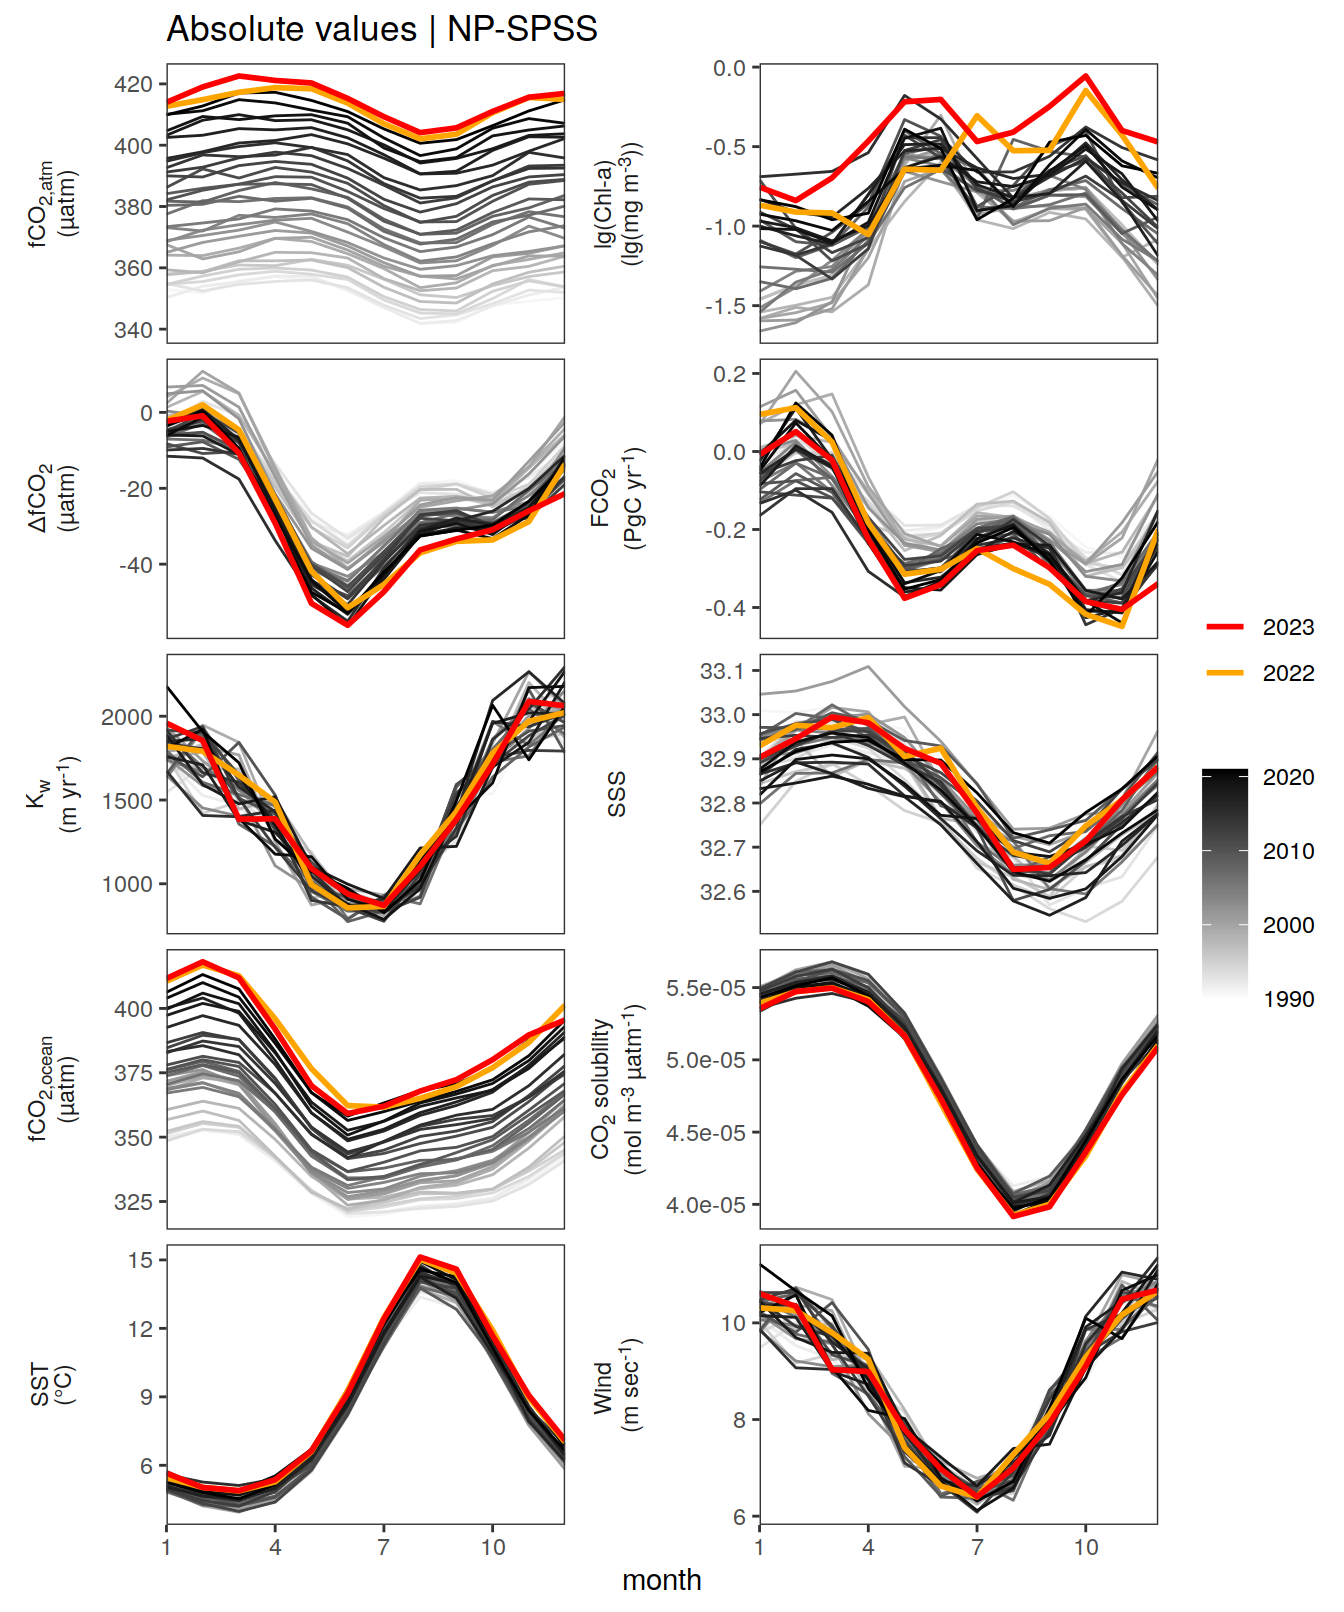 Absolute values | NP-SPSS
fCO2,atm
(µatm)
420
400
380
360
340
lg(Chl-a)
(lg(mg m-3))
0.0
-0.5
-1.0
-1.5
ΔfCO2
(µatm)
0
-20
-40
FCO2
(PgC yr-1)
0.2
0.0
-0.2
-0.4
Kw
(m yr-1)
2000
1500
1000
SSS
33.1
33.0
32.9
32.8
32.7
32.6
fCO2,ocean
(µatm)
400
375
350
325
CO2 solubility
(mol m-3 µatm-1)
5.5e-05
5.0e-05
4.5e-05
4.0e-05
SST
(°C)
15
12
9
6
Wind
(m sec-1)
10
8
6
1 4 7 10
1 4 7 10
month
2023
2022
2020
2010
2000
1990